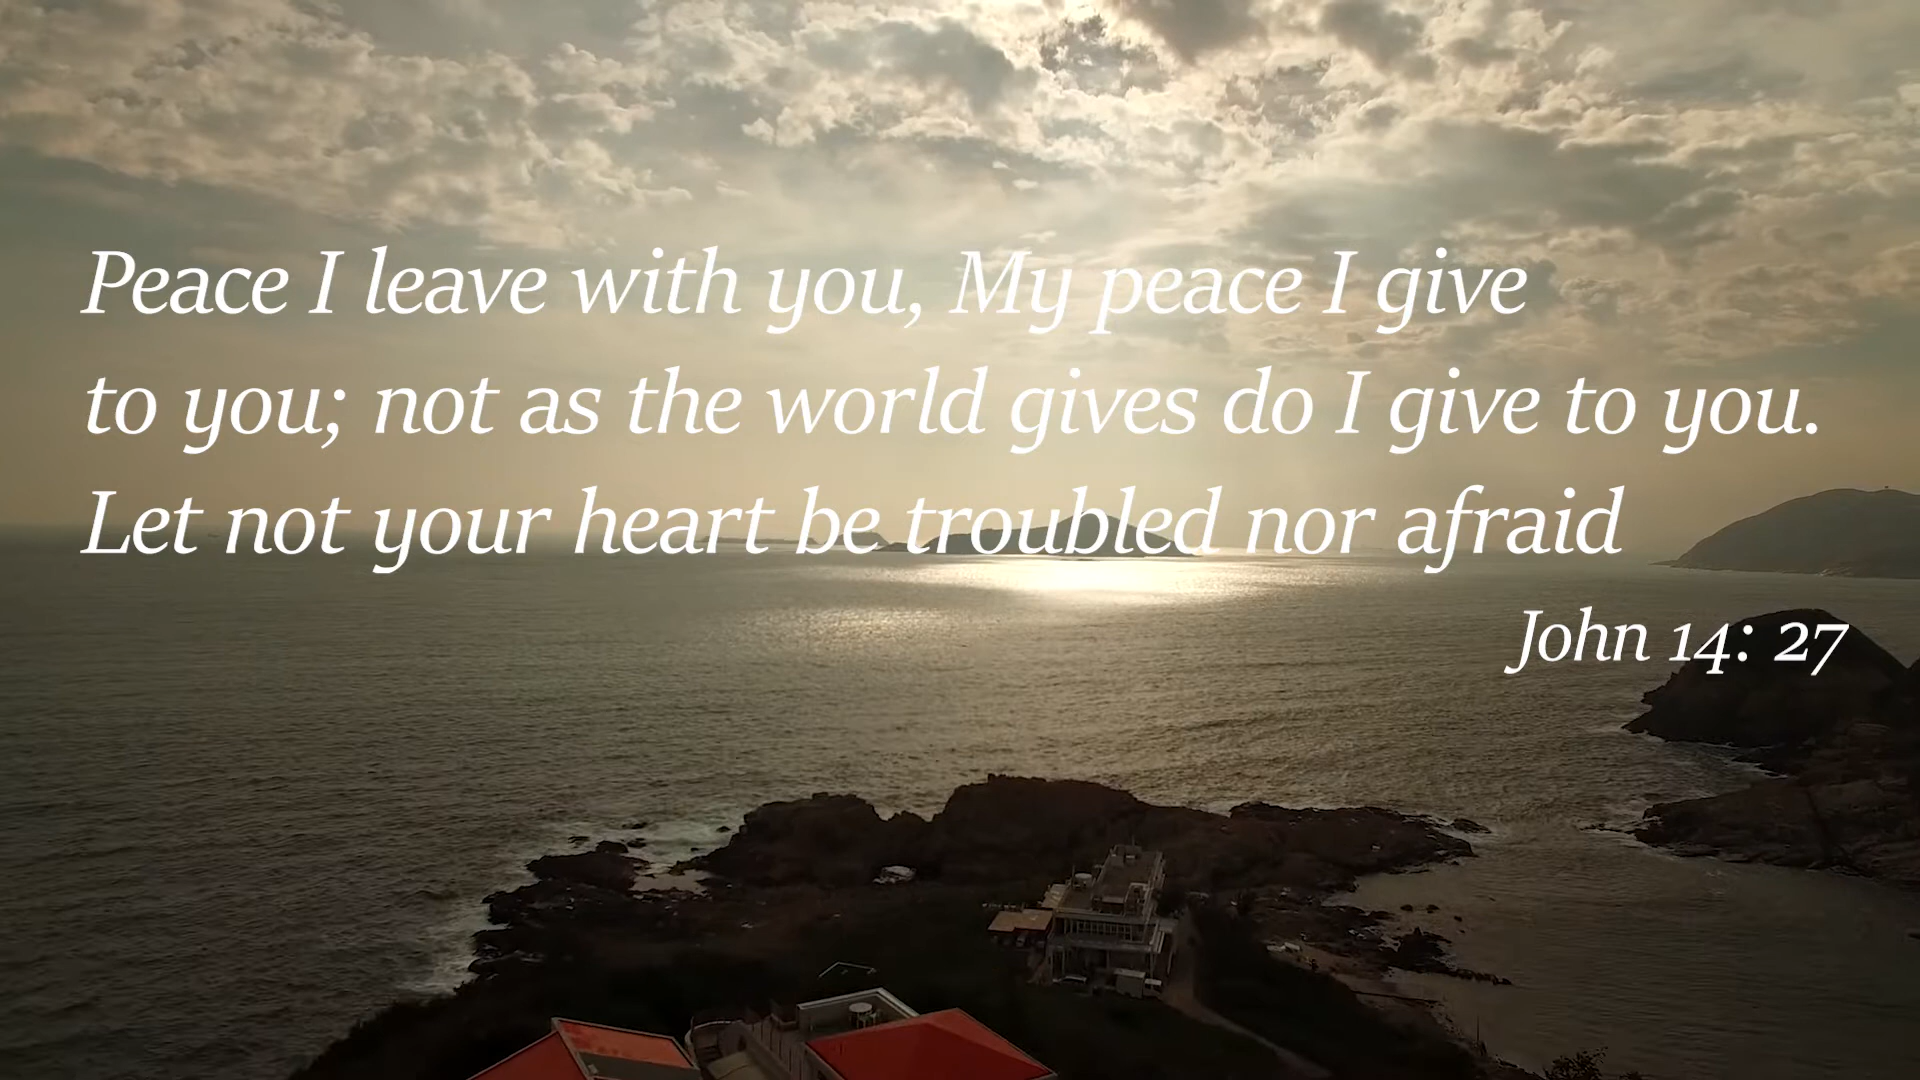 Peace I leave with you, My peace I give
to you; not as the world gives do I give to you.
Let not your heart be troubled nor afraid
John 14: 27